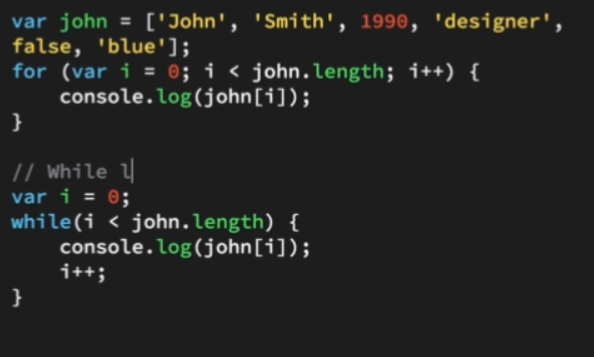 var john = ['John', 'Smith', 1990, 'designer',
false, 'blue'];
for (var i = 0; i < john.length; i++) {
    console.log(john[i]);
}

// While l
var i = 0;
while(i < john.length) {
    console.log(john[i]);
    i++;
}